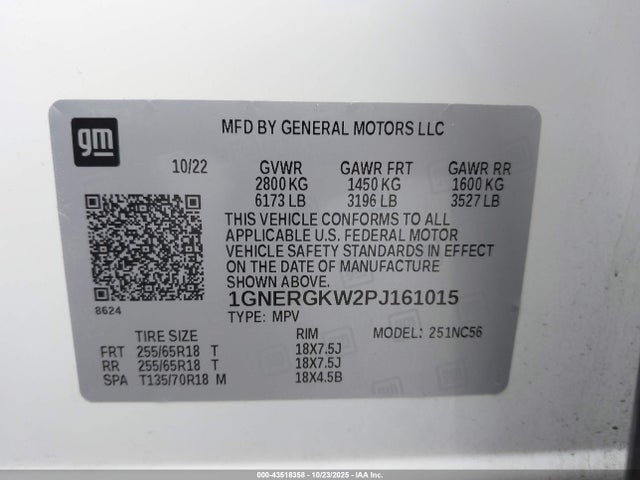 gm
MFD BY GENERAL MOTORS LLC
10/22 GVWR GAWR FRT GAWR RR
2800 KG 1450 KG 1600 KG
6173 LB 3196 LB 3527 LB
THIS VEHICLE CONFORMS TO ALL
APPLICABLE U.S. FEDERAL MOTOR
VEHICLE SAFETY STANDARDS IN EFFECT
ON THE DATE OF MANUFACTURE
1GNERGKW2PJ161015
8624
TYPE: MPV
TIRE SIZE RIM MODEL: 251NC56
FRT 255/65R18 T 18X7.5J
RR 255/65R18 T 18X7.5J
SPA T135/70R18 M 18X4.5B
000-43518358 - 10/23/2025 - IAAI, Inc.